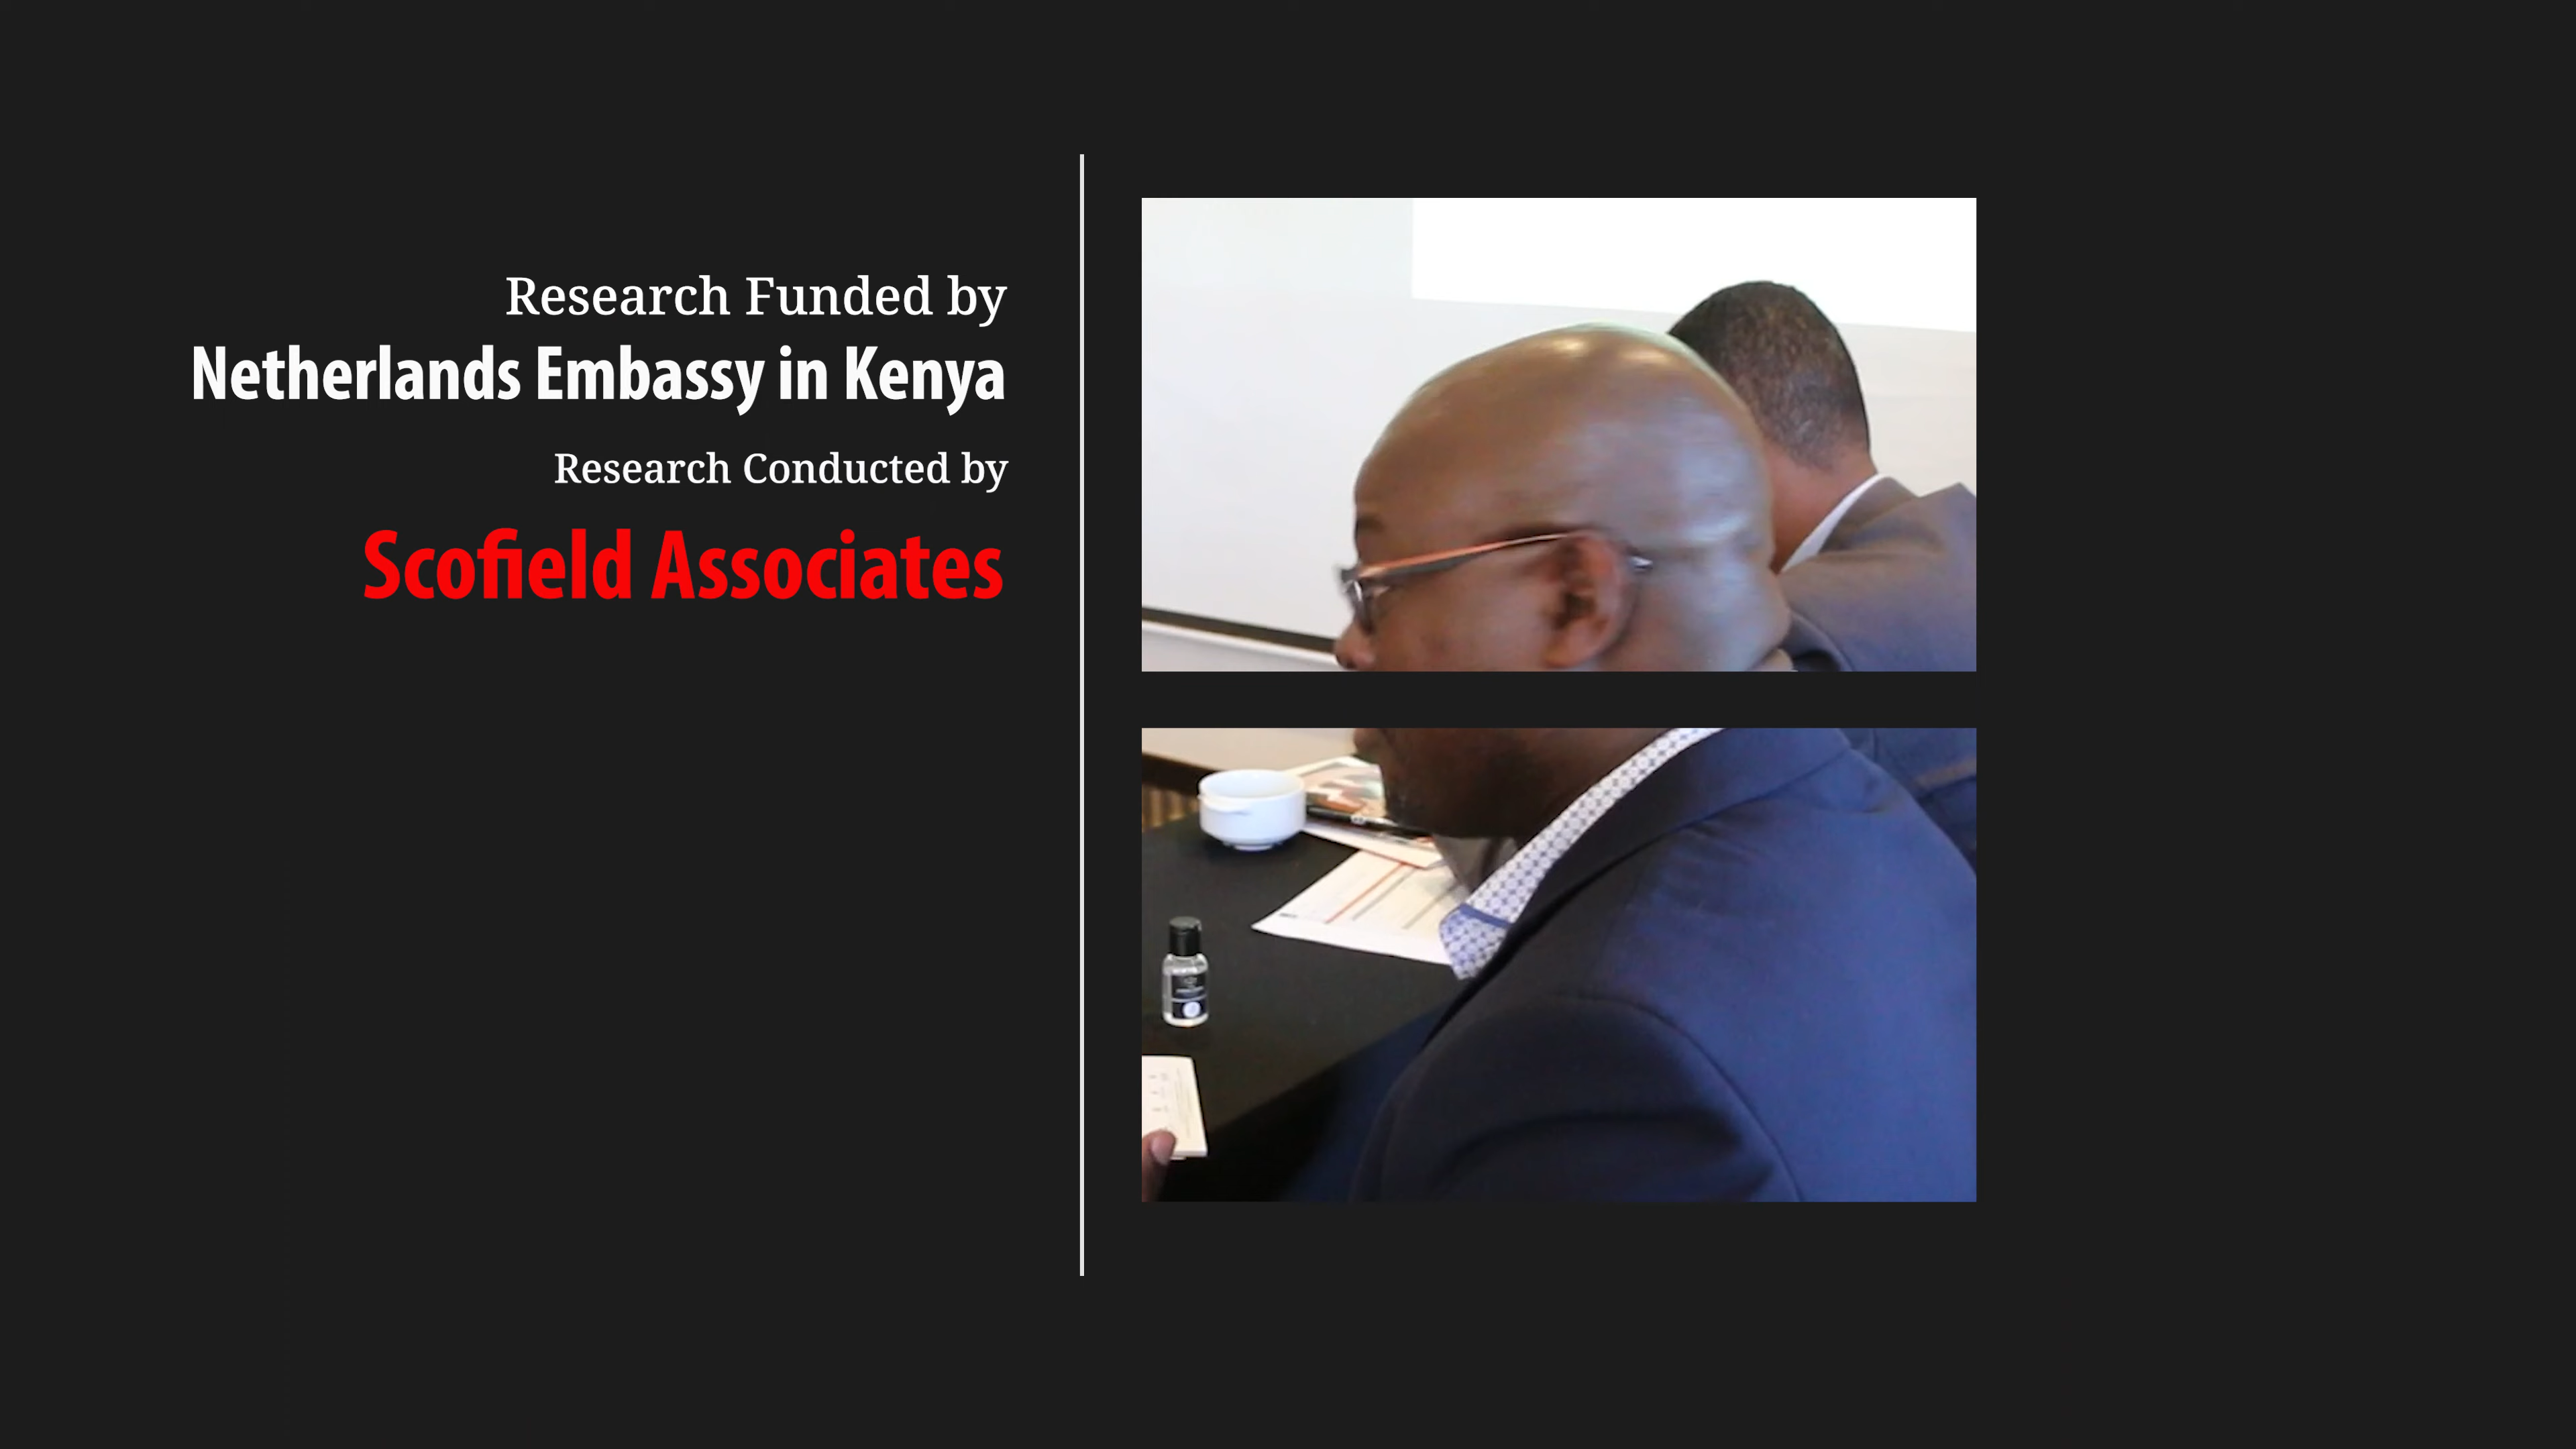 Research Funded by
Netherlands Embassy in Kenya
Research Conducted by
Scofield Associates